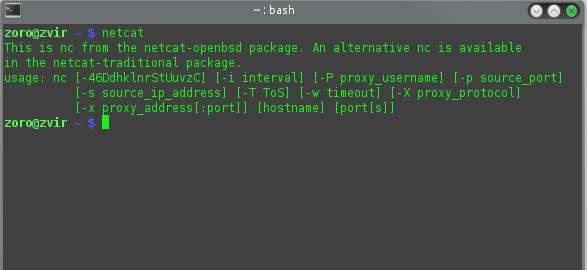 ~ : bash
zoro@zvir ~ $ netcat
This is nc from the netcat-openbsd package. An alternative nc is available
in the netcat-traditional package.
usage: nc [-46DdhklnrStUuvzC] [-i interval] [-P proxy_username] [-p source_port]
[-s source_ip_address] [-T ToS] [-w timeout] [-X proxy_protocol]
[-x proxy_address[:port]] [hostname] [port[s]]
zoro@zvir ~ $